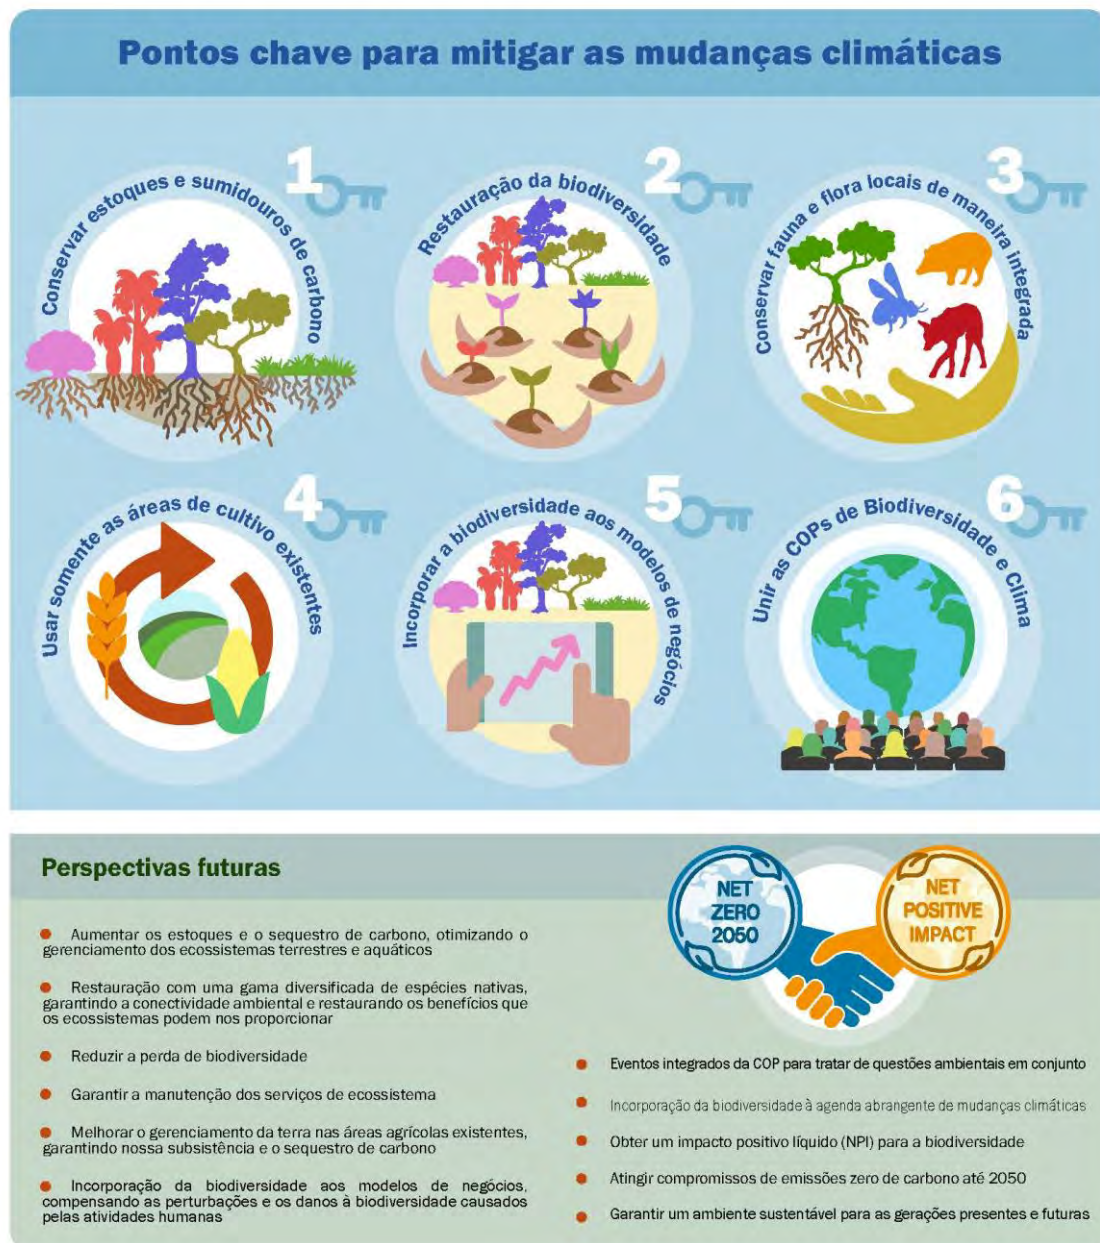 Pontos chave para mitigar as mudanças climáticas
1
Conservar estoques e sumidouros de carbono
2
Restauração da biodiversidade
3
Conservar fauna e flora locais de maneira integrada
4
Usar somente as áreas de cultivo existentes
5
Incorporar a biodiversidade aos modelos de negócios
6
Unir as COPs de Biodiversidade e Clima
Perspectivas futuras
● Aumentar os estoques e o sequestro de carbono, otimizando o
gerenciamento dos ecossistemas terrestres e aquáticos
● Restauração com uma gama diversificada de espécies nativas,
garantindo a conectividade ambiental e restaurando os benefícios que
os ecossistemas podem nos proporcionar
● Reduzir a perda de biodiversidade
● Garantir a manutenção dos serviços de ecossistema
● Melhorar o gerenciamento da terra nas áreas agrícolas existentes,
garantindo nossa subsistência e o sequestro de carbono
● Incorporação da biodiversidade aos modelos de negócios,
compensando as perturbações e os danos à biodiversidade causados
pelas atividades humanas
NET
ZERO
2050
NET
POSITIVE
IMPACT
● Eventos integrados da COP para tratar de questões ambientais em conjunto
● Incorporação da biodiversidade à agenda abrangente de mudanças climáticas
● Obter um impacto positivo líquido (NPI) para a biodiversidade
● Atingir compromissos de emissões zero de carbono até 2050
● Garantir um ambiente sustentável para as gerações presentes e futuras